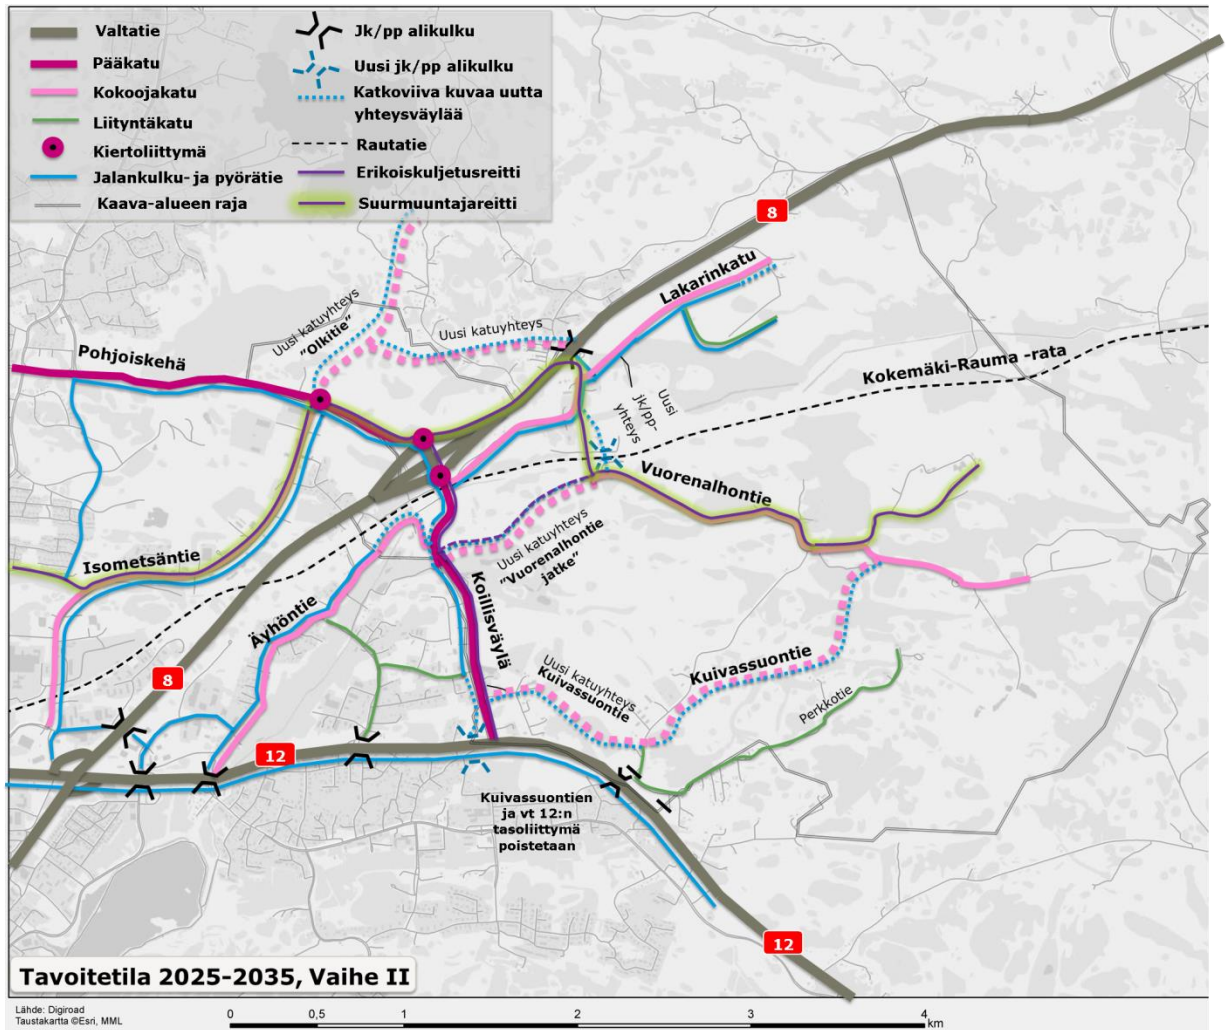 Valtatie
Pääkatu
Kokoojakatu
Liityntäkatu
Kiertoliittymä
Jalankulku- ja pyörätie
Kaava-alueen raja
Jk/pp alikulku
Uusi jk/pp alikulku
Katkoviiva kuvaa uutta
yhteysväylää
Rautatie
Erikoiskuljetusreitti
Suurmuuntajareitti
8
Lakarinkatu
Uusi katuyhteys
"Olkitie"
Uusi katuyhteys
Pohjoiskehä
Kokemäki-Rauma -rata
Uusi
jk/pp-
yhteys
Vuorenalhontie
Uusi katuyhteys
"Vuorenalhontie
jatke"
Isometsäntie
Äyhöntie
Koillisväylä
8
Uusi katuyhteys
Kuivassuontie
Kuivassuontie
Perkkotie
12
Kuivassuontien
ja vt 12:n
tasoliittymä
poistetaan
12
Tavoitetila 2025-2035, Vaihe II
Lähde: Digiroad
Taustakartta ©Esri, MML
0 0,5 1 2 3 4
km